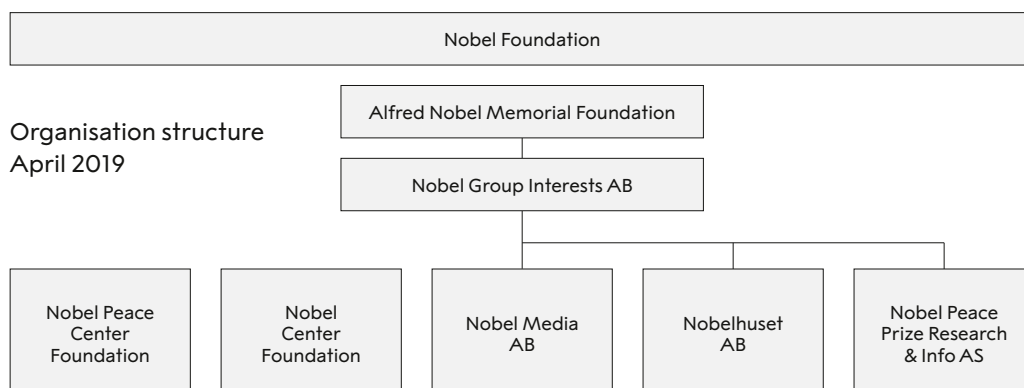 Nobel Foundation
Alfred Nobel Memorial Foundation
Organisation structure
April 2019
Nobel Group Interests AB
Nobel Peace
Center
Foundation
Nobel
Center
Foundation
Nobel Media
AB
Nobelhuset
AB
Nobel Peace
Prize Research
& Info AS